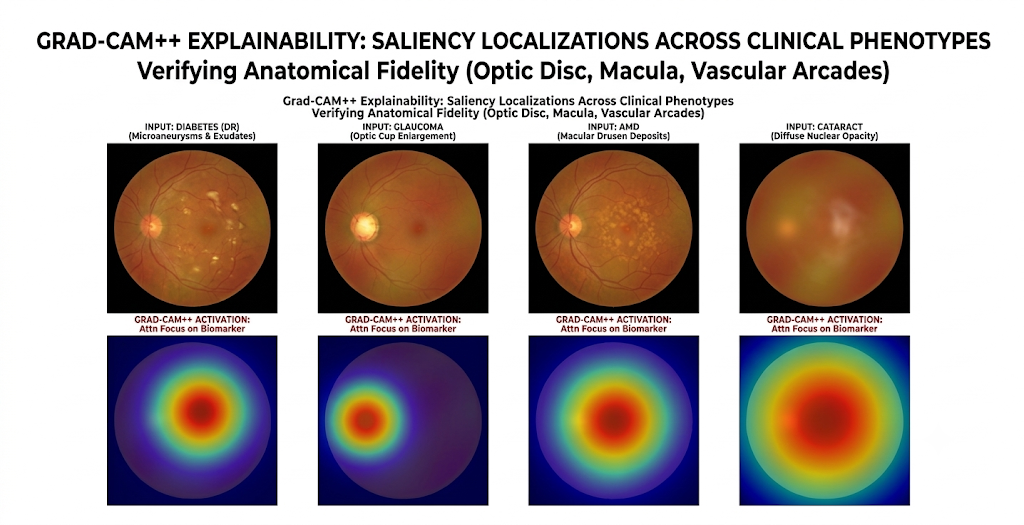 GRAD-CAM++ EXPLAINABILITY: SALIENCY LOCALIZATIONS ACROSS CLINICAL PHENOTYPES
Verifying Anatomical Fidelity (Optic Disc, Macula, Vascular Arcades)
Grad-CAM++ Explainability: Saliency Localizations Across Clinical Phenotypes
Verifying Anatomical Fidelity (Optic Disc, Macula, Vascular Arcades)
INPUT: DIABETES (DR)
(Microaneurysms & Exudates)
INPUT: GLAUCOMA
(Optic Cup Enlargement)
INPUT: AMD
(Macular Drusen Deposits)
INPUT: CATARACT
(Diffuse Nuclear Opacity)
GRAD-CAM++ ACTIVATION:
Attn Focus on Biomarker
GRAD-CAM++ ACTIVATION:
Attn Focus on Biomarker
GRAD-CAM++ ACTIVATION:
Attn Focus on Biomarker
GRAD-CAM++ ACTIVATION:
Attn Focus on Biomarker